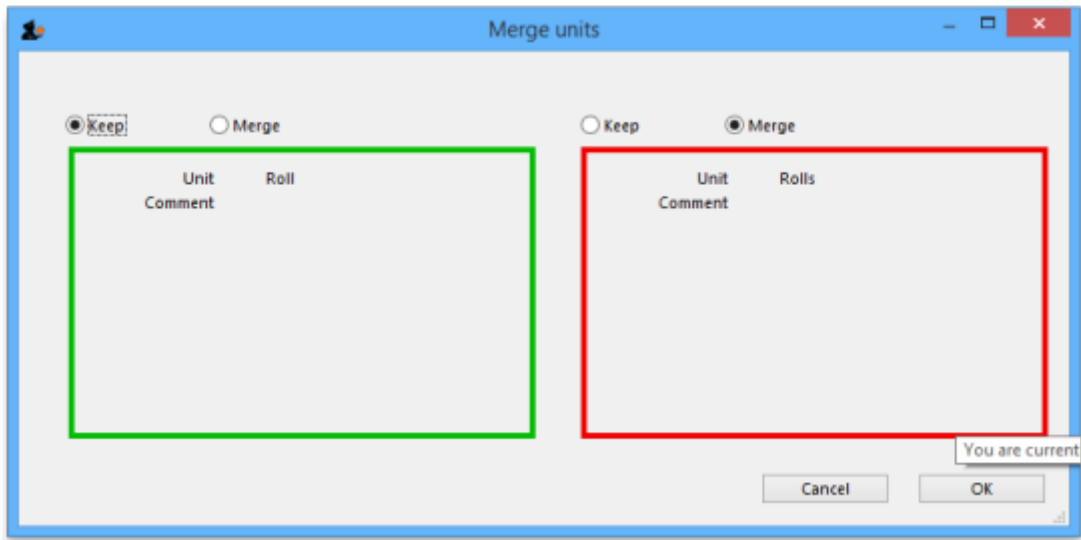 Merge units
Keep Merge Keep Merge
Unit Roll
Comment
Unit Rolls
Comment
You are current
Cancel OK